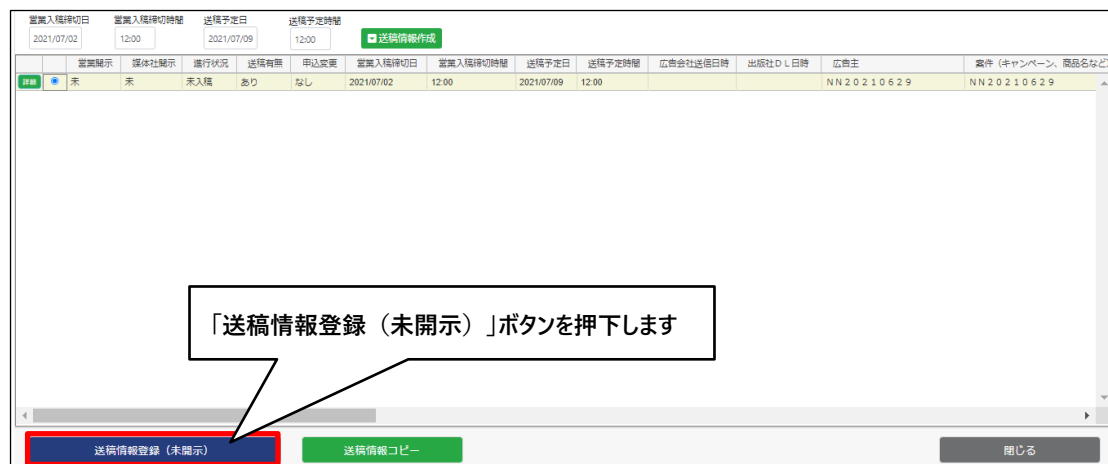 営業入稿締切日 営業入稿締切時間 送稿予定日 送稿予定時間
2021/07/02 12:00 2021/07/09 12:00 送稿情報作成
営業開示 媒体社開示 進行状況 送稿有無 申込変更 営業入稿締切日 営業入稿締切時間 送稿予定日 送稿予定時間 広告会社送信日時 出版社ＤＬ日時 広告主 案件（キャンペーン、商品名など）
詳細 未 未 未入稿 あり なし 2021/07/02 12:00 2021/07/09 12:00 ＮＮ２０２１０６２９ ＮＮ２０２１０６２９
「送稿情報登録（未開示）」ボタンを押下します
送稿情報登録（未開示） 送稿情報コピー 閉じる